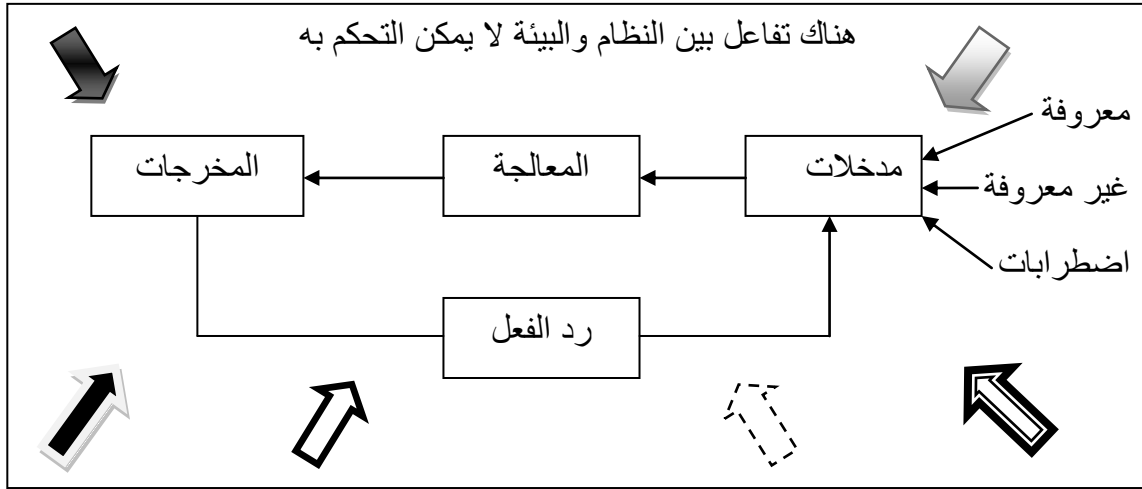 هناك تفاعل بين النظام والبيئة لا يمكن التحكم به
معروفة
مدخلات
المعالجة
المخرجات
غير معروفة
اضطرابات
رد الفعل